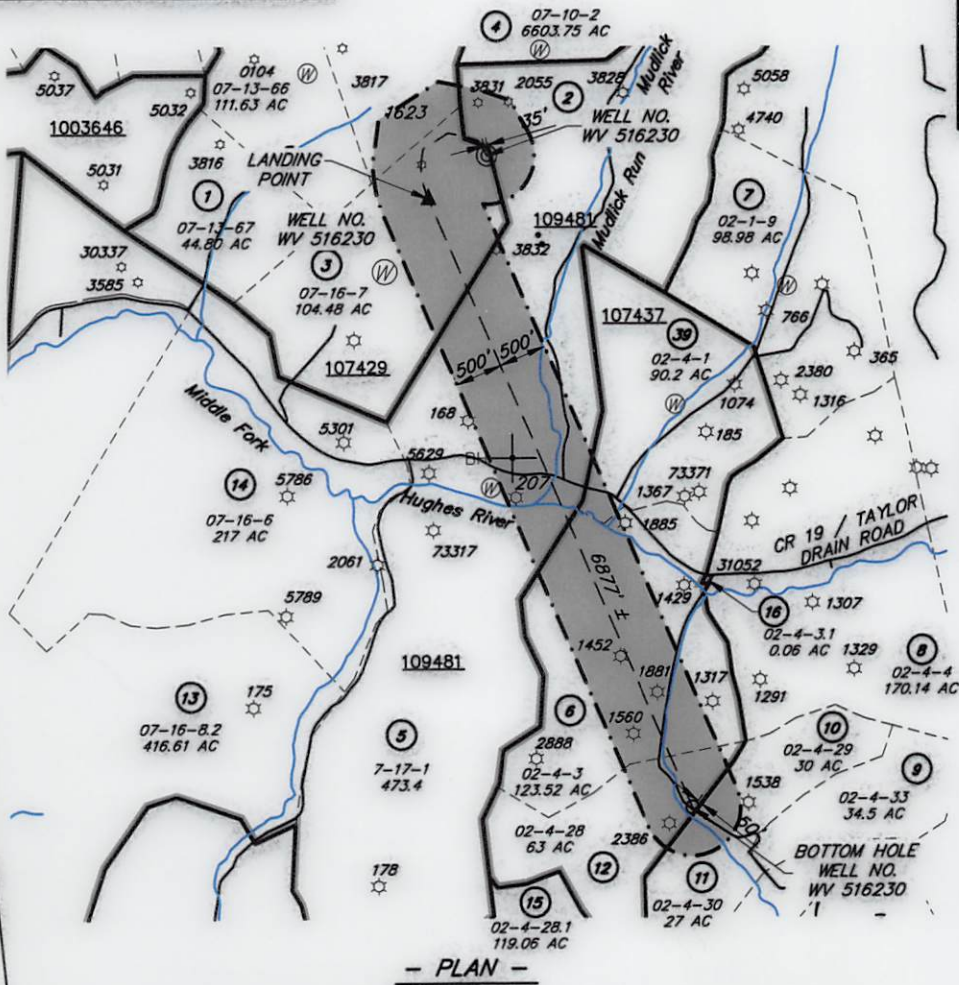 4
07-10-2
6603.75 AC
W
Mudlick River
0104
W
07-13-66
111.63 AC
3817
5037
5032
3831
2055
3828
2
5058
1623
35'
WELL NO.
WV 516230
4740
1003646
3816
LANDING
POINT
5031
1
07-13-67
44.80 AC
WELL NO.
WV 516230
3
W
07-16-7
104.48 AC
109481
Mudlick Run
7
02-1-9
98.98 AC
3832
30337
3585
W
766
107437
39
02-4-1
90.2 AC
365
107429
500'
500'
2380
1074
1316
W
Middle Fork
168
5301
185
5629
BH
207
W
73371
1367
14
5786
07-16-6
217 AC
Hughes River
1885
73317
CR 19 / TAYLOR
DRAIN ROAD
2061
6877' ±
31052
1429
16
02-4-3.1
0.06 AC
1307
5789
1452
1329
8
02-4-4
170.14 AC
109481
1881
1317
1291
13
175
07-16-8.2
416.61 AC
5
7-17-1
473.4
6
1560
2888
02-4-3
123.52 AC
10
02-4-29
30 AC
9
02-4-33
34.5 AC
1538
02-4-28
63 AC
2386
60'
BOTTOM HOLE
WELL NO.
WV 516230
178
12
11
02-4-30
27 AC
15
02-4-28.1
119.06 AC
- PLAN -